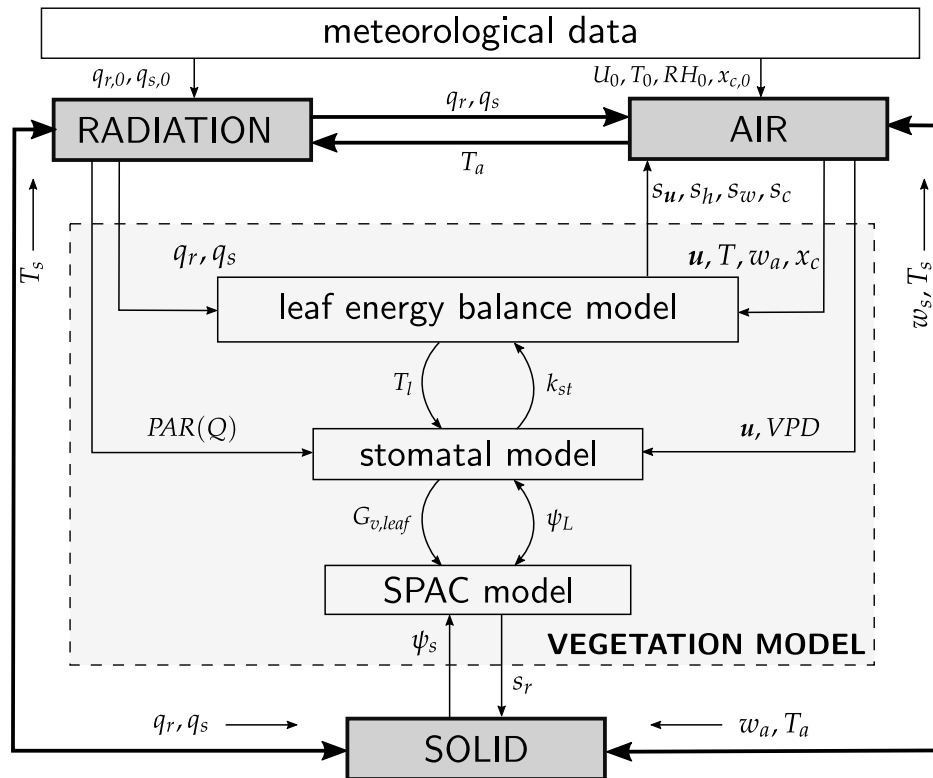 meteorological data
q_{r,0}, q_{s,0}
U_0, T_0, RH_0, x_{c,0}
RADIATION
q_r, q_s
AIR
T_a
s_𝒖, s_h, s_w, s_c
T_s
w_s, T_s
q_r, q_s
𝒖, T, w_a, x_c
leaf energy balance model
T_l
k_{st}
PAR(Q)
𝒖, VPD
stomatal model
G_{v,leaf}
ψ_L
SPAC model
VEGETATION MODEL
ψ_s
s_r
q_r, q_s
w_a, T_a
SOLID